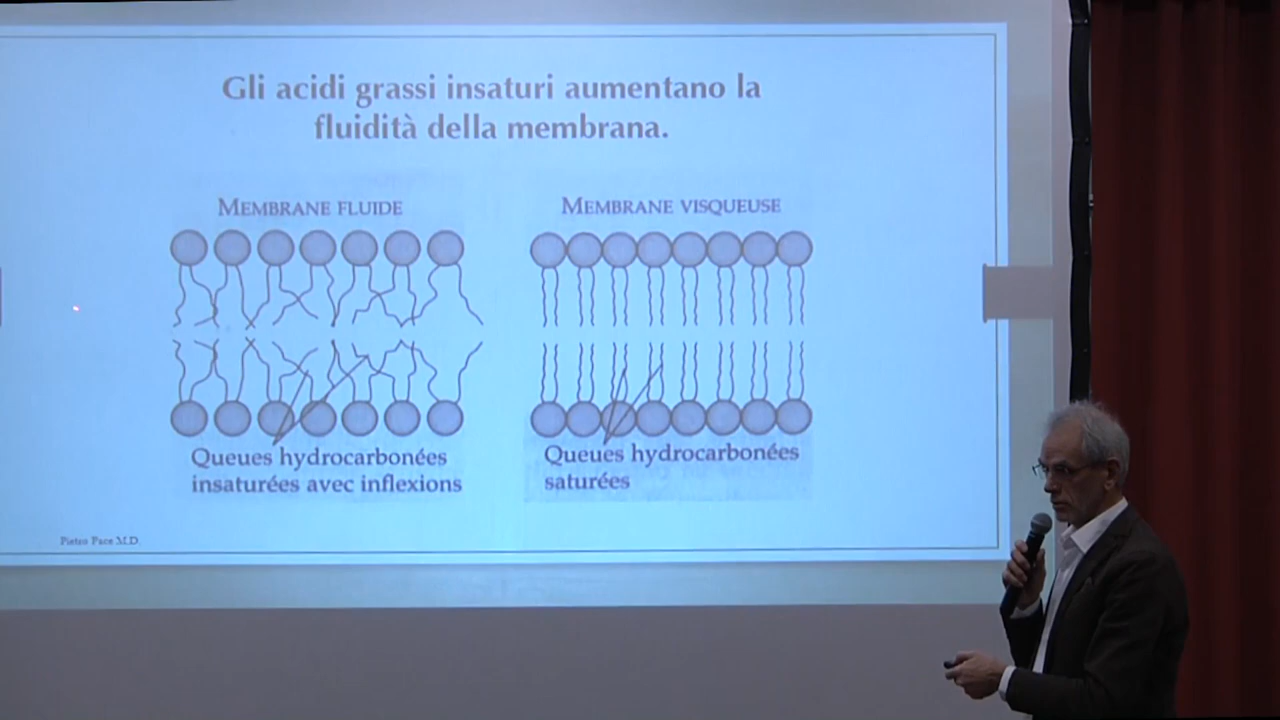 Gli acidi grassi insaturi aumentano la
fluidità della membrana.
MEMBRANE FLUIDE
MEMBRANE VISQUEUSE
Queues hydrocarbonées
insaturées avec inflexions
Queues hydrocarbonées
saturées
Pietro Pace M.D.